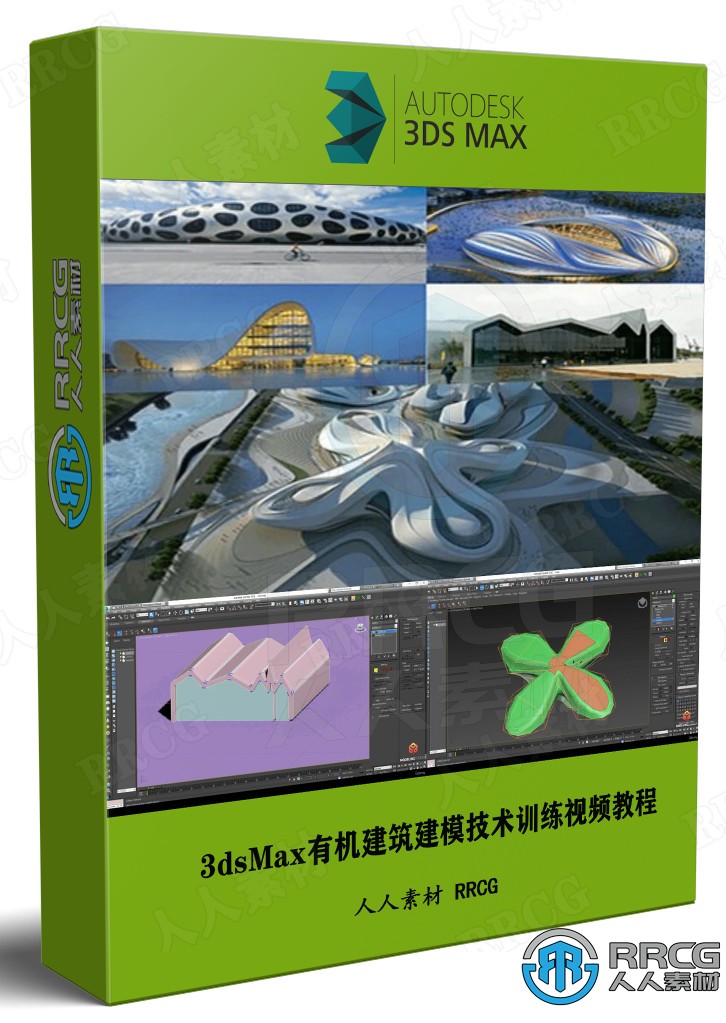 AUTODESK
3DS MAX
RRCG
人人素材
3dsMax有机建筑建模技术训练视频教程
人人素材 RRCG
RRCG
人人素材